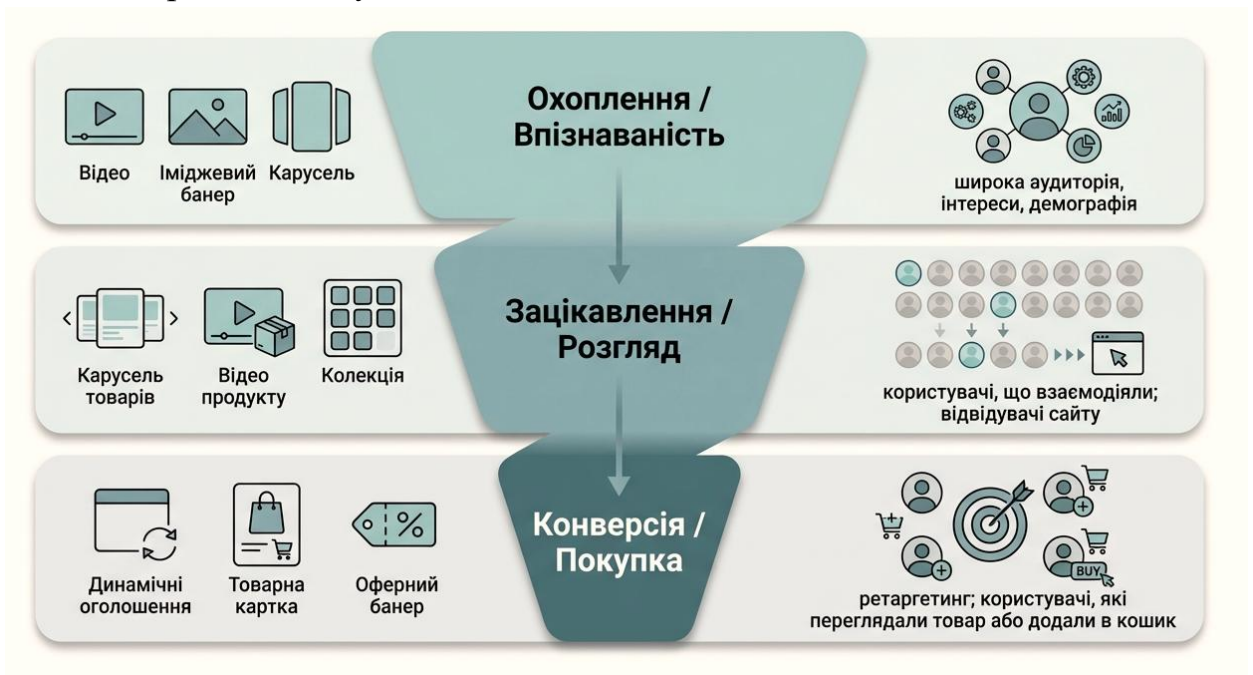 Охоплення /
Впізнаваність
Відео
Іміджевий
банер
Карусель
широка аудиторія,
інтереси, демографія
Зацікавлення /
Розгляд
Карусель
товарів
Відео
продукту
Колекція
користувачі, що взаємодіяли;
відвідувачі сайту
Конверсія /
Покупка
Динамічні
оголошення
Товарна
картка
%
Оферний
банер
BUY
ретаргетинг; користувачі, які
переглядали товар або додали в кошик